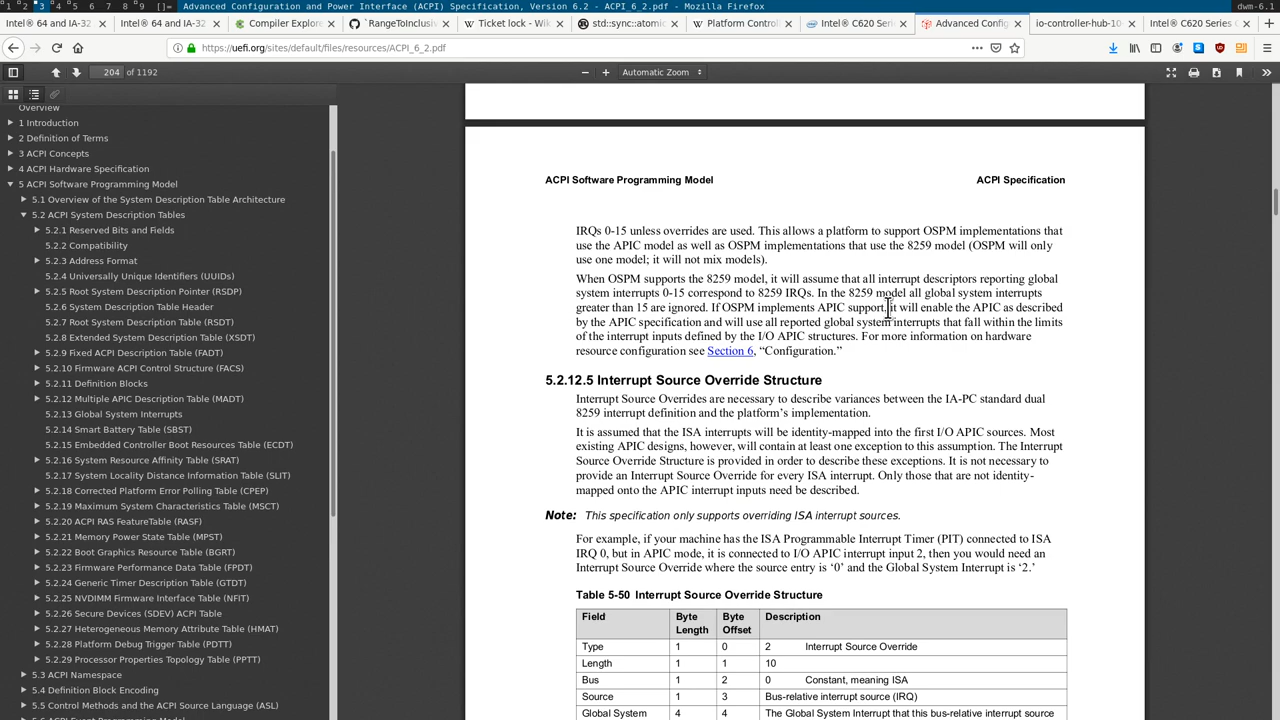 1 2 3 4 5 6 7 8 9 []= Advanced Configuration and Power Interface (ACPI) Specification, Version 6.2 - ACPI_6_2.pdf - Mozilla Firefox dwm-6.1
Intel® 64 and IA-32 Intel® 64 and IA-32 Compiler Explore RangeToInclusiv Ticket lock - Wik std::sync::atomic Platform Control Intel® C620 Seri Advanced Config io-controller-hub-10 Intel® C620 Series C
https://uefi.org/sites/default/files/resources/ACPI_6_2.pdf
204 of 1192 Automatic Zoom
Overview
1 Introduction
2 Definition of Terms
3 ACPI Concepts
4 ACPI Hardware Specification
5 ACPI Software Programming Model
5.1 Overview of the System Description Table Architecture
5.2 ACPI System Description Tables
5.2.1 Reserved Bits and Fields
5.2.2 Compatibility
5.2.3 Address Format
5.2.4 Universally Unique Identifiers (UUIDs)
5.2.5 Root System Description Pointer (RSDP)
5.2.6 System Description Table Header
5.2.7 Root System Description Table (RSDT)
5.2.8 Extended System Description Table (XSDT)
5.2.9 Fixed ACPI Description Table (FADT)
5.2.10 Firmware ACPI Control Structure (FACS)
5.2.11 Definition Blocks
5.2.12 Multiple APIC Description Table (MADT)
5.2.13 Global System Interrupts
5.2.14 Smart Battery Table (SBST)
5.2.15 Embedded Controller Boot Resources Table (ECDT)
5.2.16 System Resource Affinity Table (SRAT)
5.2.17 System Locality Distance Information Table (SLIT)
5.2.18 Corrected Platform Error Polling Table (CPEP)
5.2.19 Maximum System Characteristics Table (MSCT)
5.2.20 ACPI RAS FeatureTable (RASF)
5.2.21 Memory Power State Table (MPST)
5.2.22 Boot Graphics Resource Table (BGRT)
5.2.23 Firmware Performance Data Table (FPDT)
5.2.24 Generic Timer Description Table (GTDT)
5.2.25 NVDIMM Firmware Interface Table (NFIT)
5.2.26 Secure Devices (SDEV) ACPI Table
5.2.27 Heterogeneous Memory Attribute Table (HMAT)
5.2.28 Platform Debug Trigger Table (PDTT)
5.2.29 Processor Properties Topology Table (PPTT)
5.3 ACPI Namespace
5.4 Definition Block Encoding
5.5 Control Methods and the ACPI Source Language (ASL)
5.6 ACPI Event Programming Model
ACPI Software Programming Model ACPI Specification
IRQs 0-15 unless overrides are used. This allows a platform to support OSPM implementations that
use the APIC model as well as OSPM implementations that use the 8259 model (OSPM will only
use one model; it will not mix models).
When OSPM supports the 8259 model, it will assume that all interrupt descriptors reporting global
system interrupts 0-15 correspond to 8259 IRQs. In the 8259 model all global system interrupts
greater than 15 are ignored. If OSPM implements APIC support, it will enable the APIC as described
by the APIC specification and will use all reported global system interrupts that fall within the limits
of the interrupt inputs defined by the I/O APIC structures. For more information on hardware
resource configuration see Section 6, “Configuration.”
5.2.12.5 Interrupt Source Override Structure
Interrupt Source Overrides are necessary to describe variances between the IA-PC standard dual
8259 interrupt definition and the platform’s implementation.
It is assumed that the ISA interrupts will be identity-mapped into the first I/O APIC sources. Most
existing APIC designs, however, will contain at least one exception to this assumption. The Interrupt
Source Override Structure is provided in order to describe these exceptions. It is not necessary to
provide an Interrupt Source Override for every ISA interrupt. Only those that are not identity-
mapped onto the APIC interrupt inputs need be described.
Note: This specification only supports overriding ISA interrupt sources.
For example, if your machine has the ISA Programmable Interrupt Timer (PIT) connected to ISA
IRQ 0, but in APIC mode, it is connected to I/O APIC interrupt input 2, then you would need an
Interrupt Source Override where the source entry is ‘0’ and the Global System Interrupt is ‘2.’
Table 5-50 Interrupt Source Override Structure
Field Byte Length Byte Offset Description
Type 1 0 2 Interrupt Source Override
Length 1 1 10
Bus 1 2 0 Constant, meaning ISA
Source 1 3 Bus-relative interrupt source (IRQ)
Global System 4 4 The Global System Interrupt that this bus-relative interrupt source